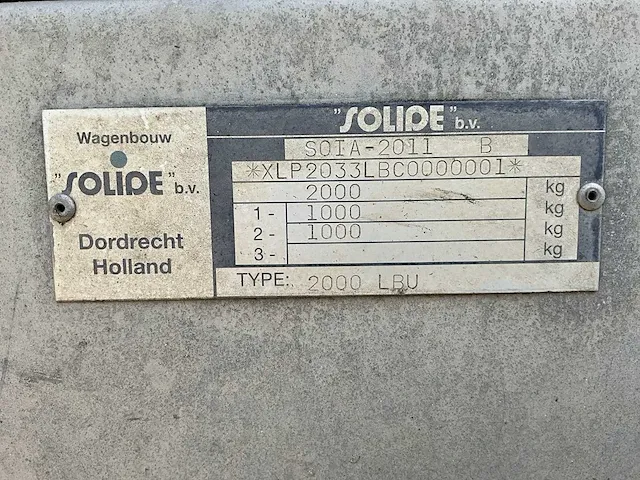 Wagenbouw
"SOLIDE" b.v.
Dordrecht
Holland
"SOLIDE" b.v.
SOIA-2011 B
*XLP2033LBC0000001*
2000 kg
1- 1000 kg
2- 1000 kg
3- kg
TYPE: 2000 LBU